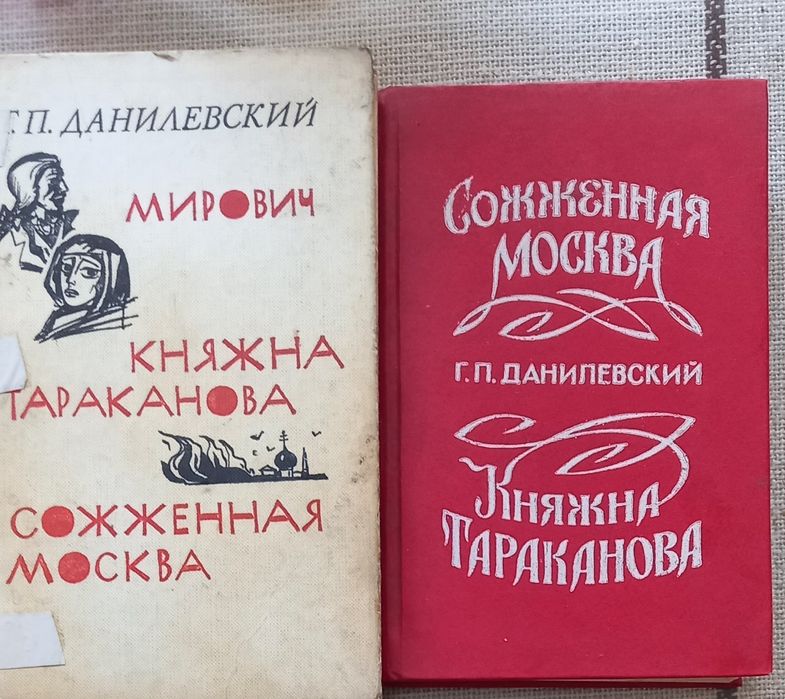 Г.П. ДАНИЛЕВСКИЙ
МИРОВИЧ
КНЯЖНА
ТАРАКАНОВА
СОЖЖЕННАЯ
МОСКВА
СОЖЖЕННАЯ
МОСКВА
Г.П. ДАНИЛЕВСКИЙ
КНЯЖНА
ТАРАКАНОВА